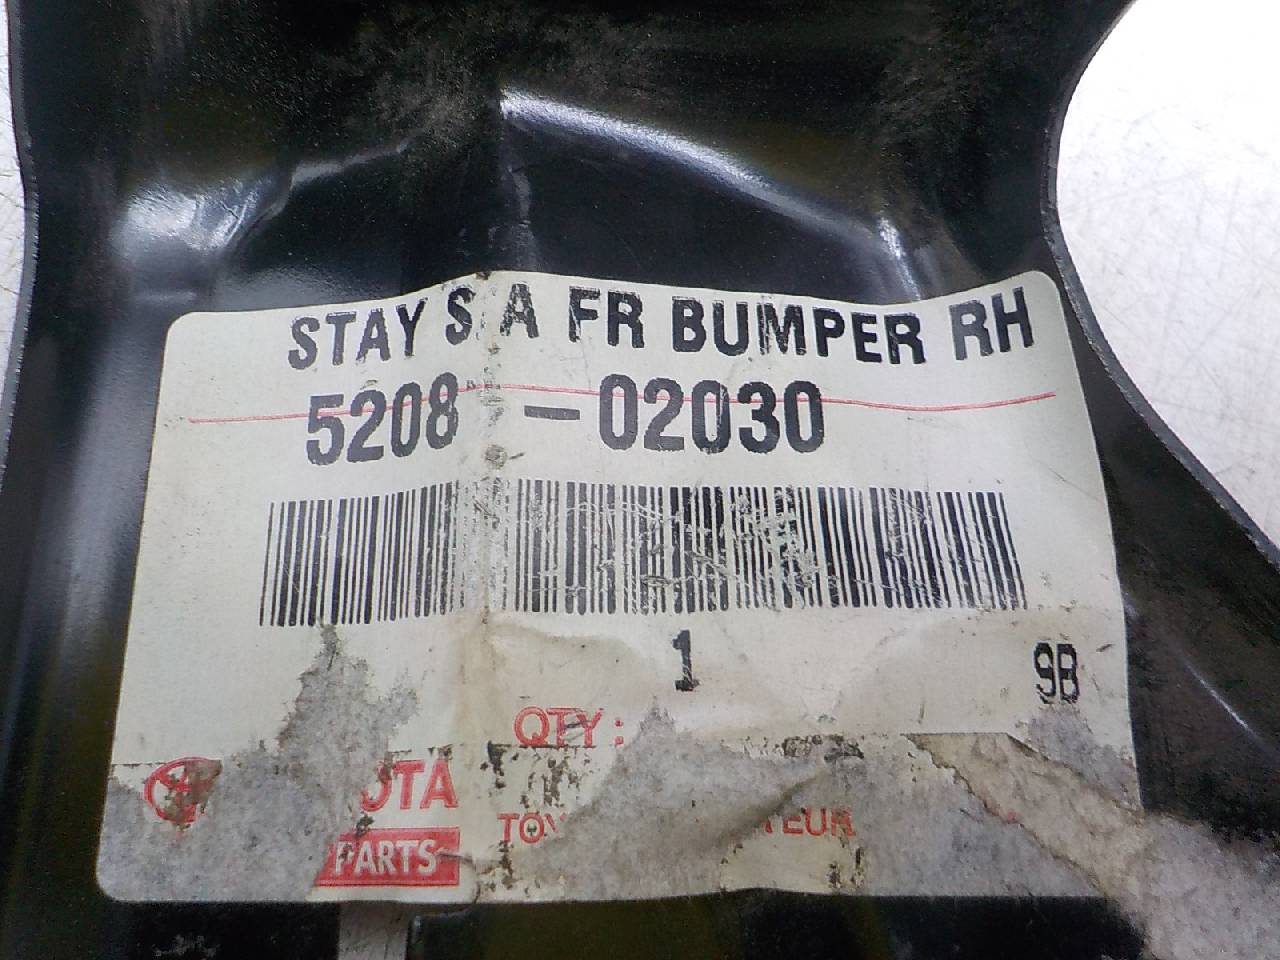 STAY S A FR BUMPER RH
5208 -02030
1
9B
QTY :
OTA
PARTS